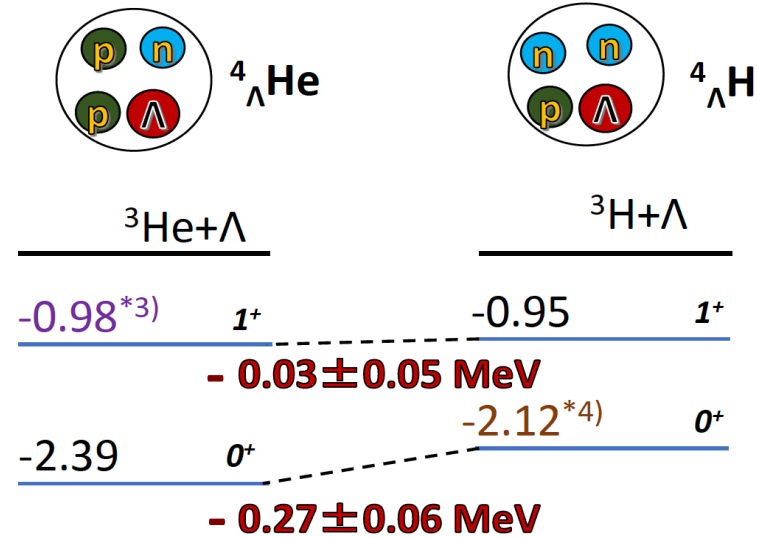 p n ⁴ΛHe
p Λ
n n ⁴ΛH
p Λ
³He+Λ
³H+Λ
-0.98*3) 1⁺
-0.95 1⁺
- 0.03±0.05 MeV
-2.12*4) 0⁺
-2.39 0⁺
- 0.27±0.06 MeV